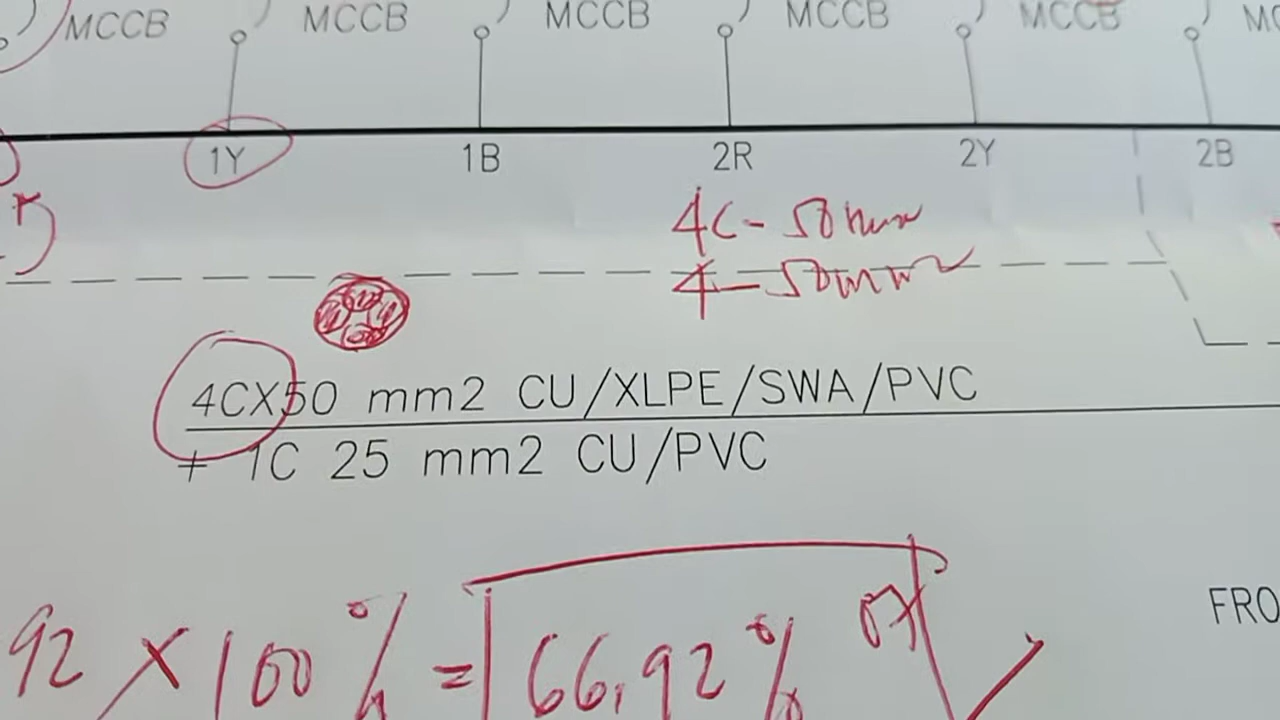 MCCB MCCB MCCB MCCB MCCB
1Y 1B 2R 2Y 2B
4C-50mm
4-50mm²
4CX50 mm2 CU/XLPE/SWA/PVC
+ 1C 25 mm2 CU/PVC
FRO
92 × 100% = 66.92%